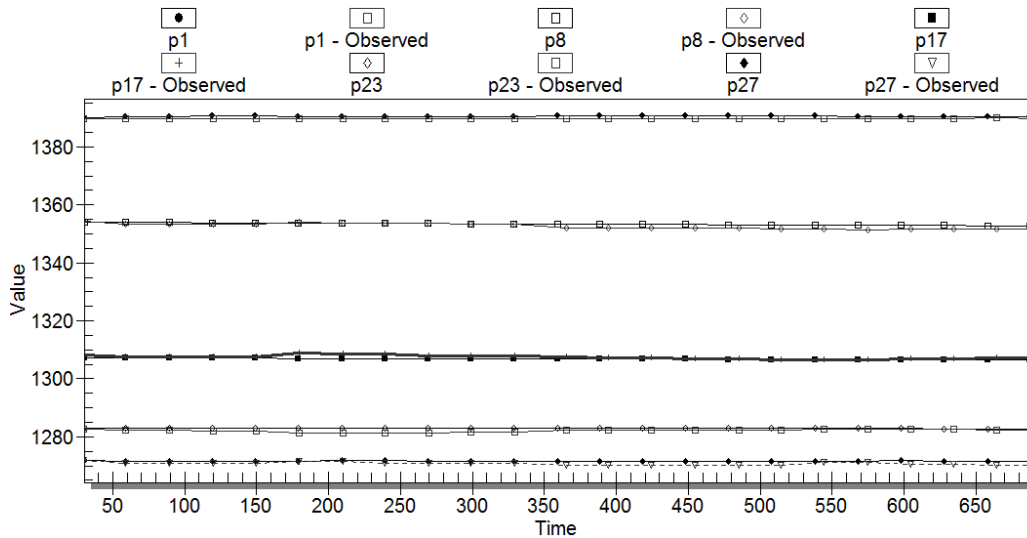 p1 p1 - Observed p8 p8 - Observed p17
p17 - Observed p23 p23 - Observed p27 p27 - Observed
1380
1360
1340
1320
1300
1280
Value
50 100 150 200 250 300 350 400 450 500 550 600 650
Time